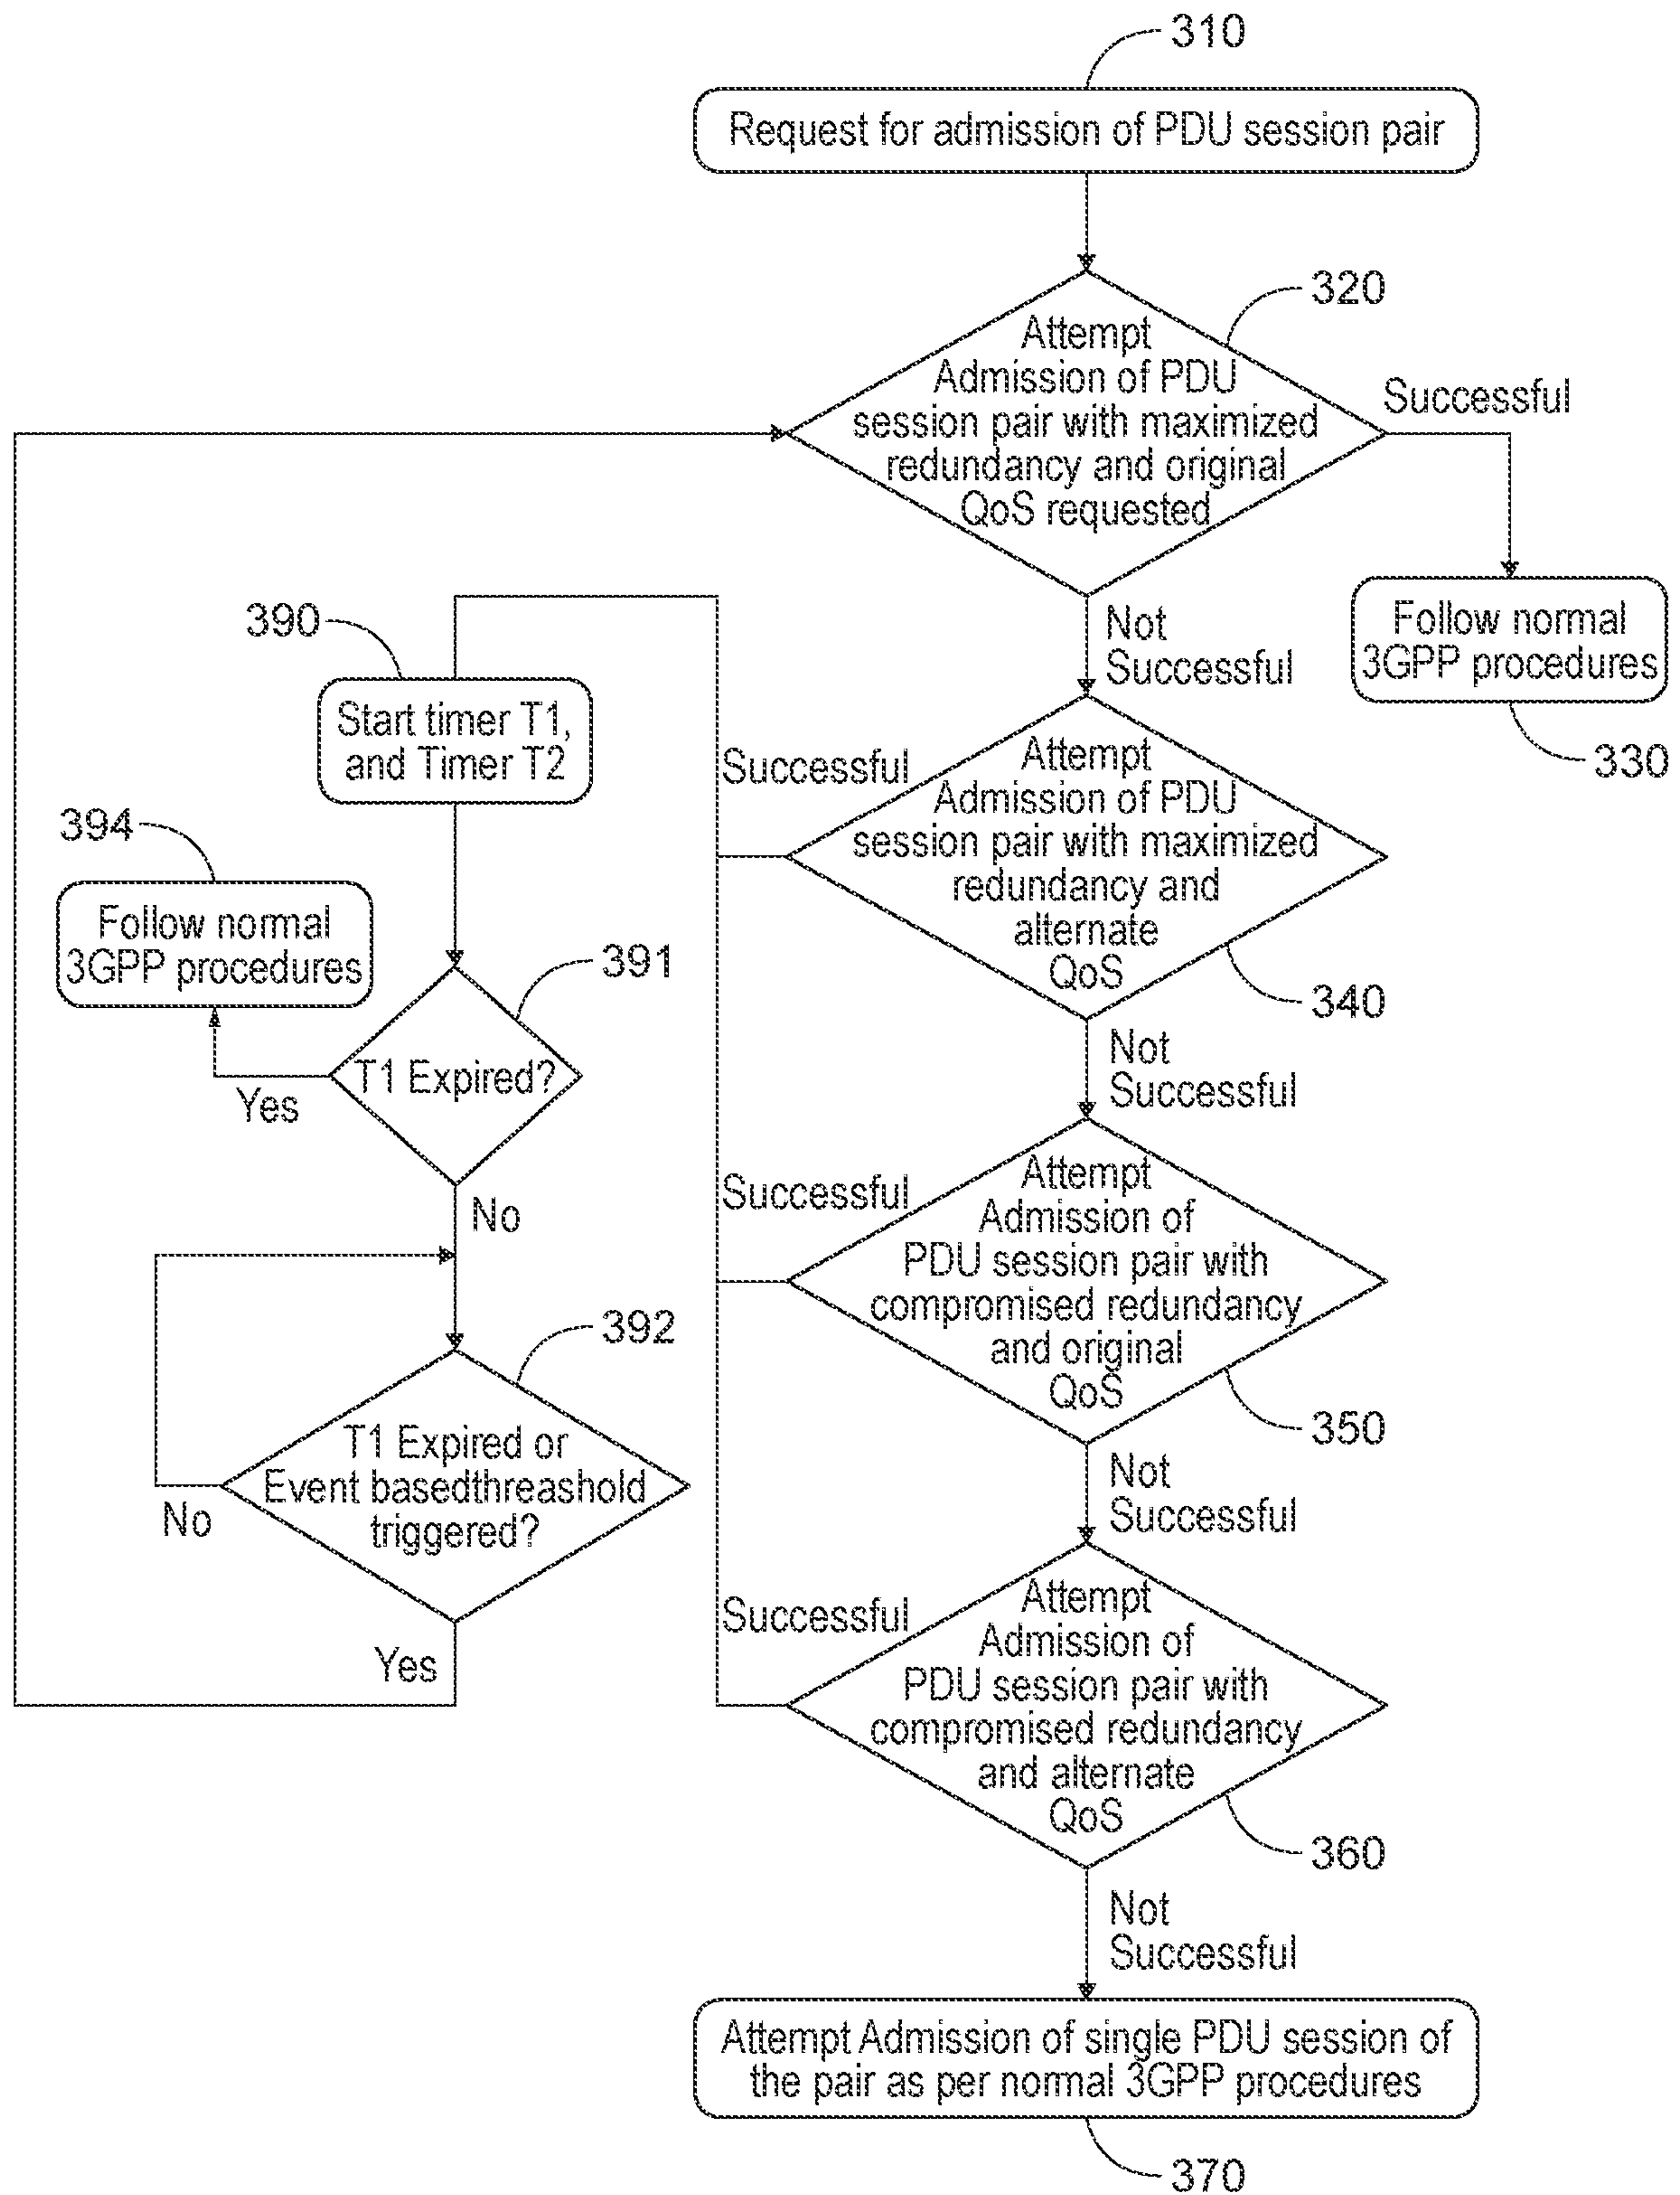 310
Request for admission of PDU session pair
320
Attempt
Admission of PDU
session pair with maximized
redundancy and original
QoS requested
Successful
Not
Successful
Follow normal
3GPP procedures
330
390
Start timer T1,
and Timer T2
Successful
Attempt
Admission of PDU
session pair with maximized
redundancy and
alternate
QoS
340
394
Follow normal
3GPP procedures
391
T1 Expired?
Yes
No
Not
Successful
Successful
Attempt
Admission of
PDU session pair with
compromised redundancy
and original
QoS
350
392
T1 Expired or
Event basedthreashold
triggered?
No
Yes
Not
Successful
Successful
Attempt
Admission of
PDU session pair with
compromised redundancy
and alternate
QoS
360
Not
Successful
Attempt Admission of single PDU session of
the pair as per normal 3GPP procedures
370